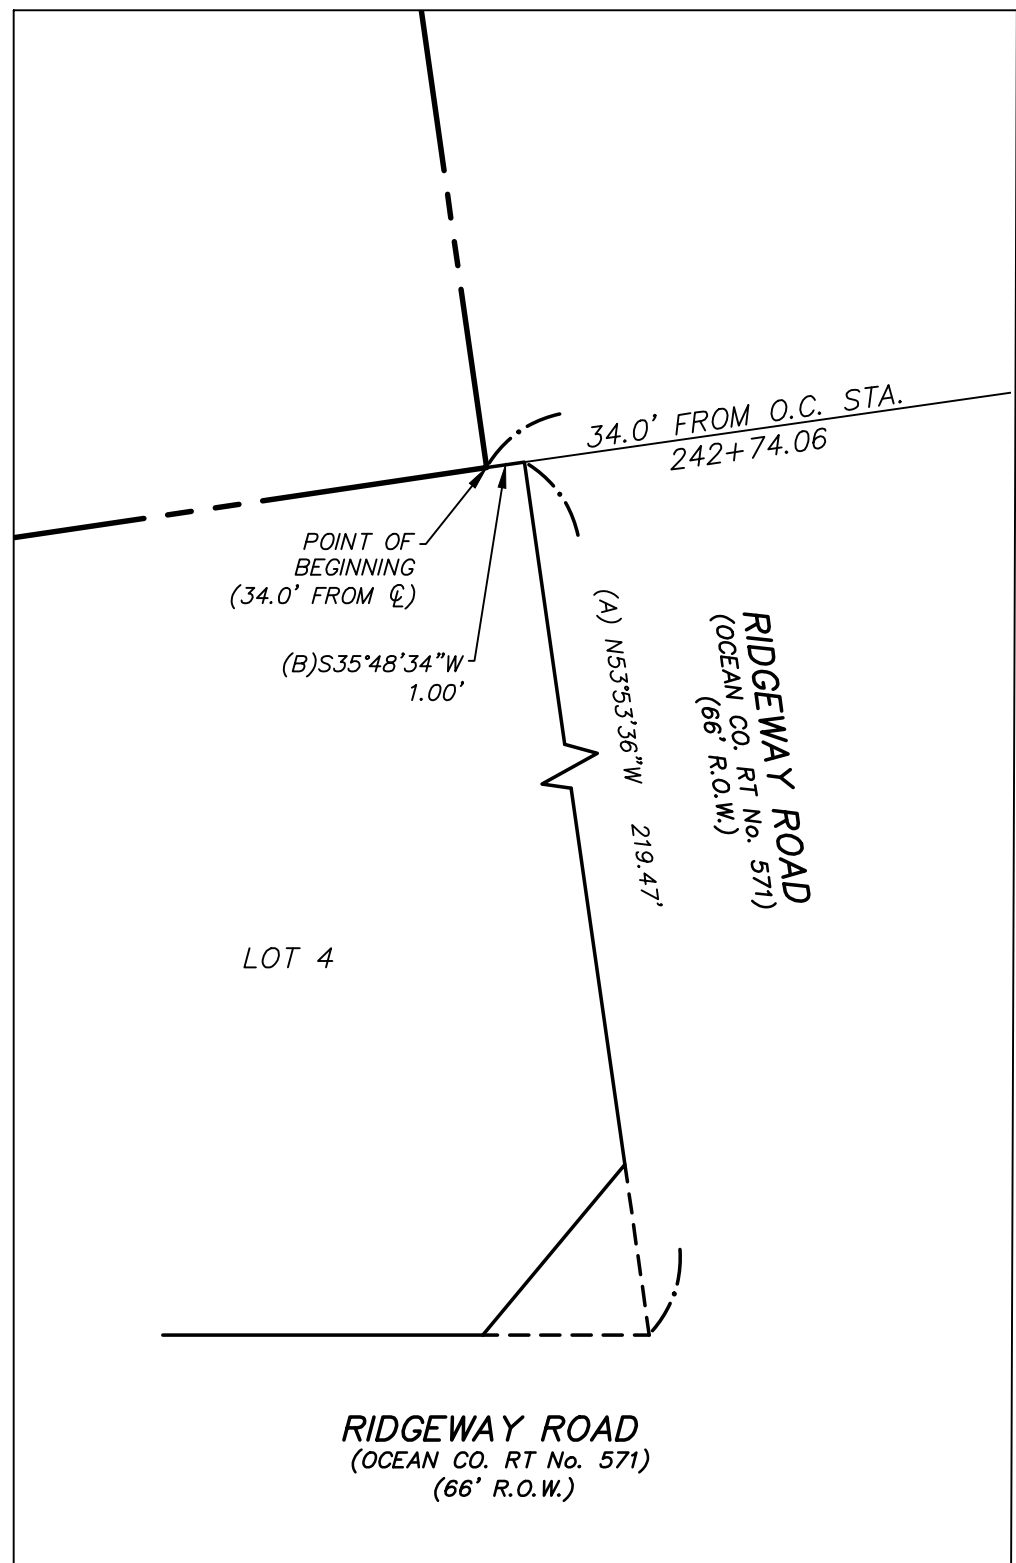 34.0' FROM O.C. STA.
242+74.06
POINT OF
BEGINNING
(34.0' FROM ℄)
(B)S35°48'34"W
1.00'
(A) N53°53'36"W 219.47'
RIDGEWAY ROAD
(OCEAN CO. RT No. 571)
(66' R.O.W.)
LOT 4
RIDGEWAY ROAD
(OCEAN CO. RT No. 571)
(66' R.O.W.)